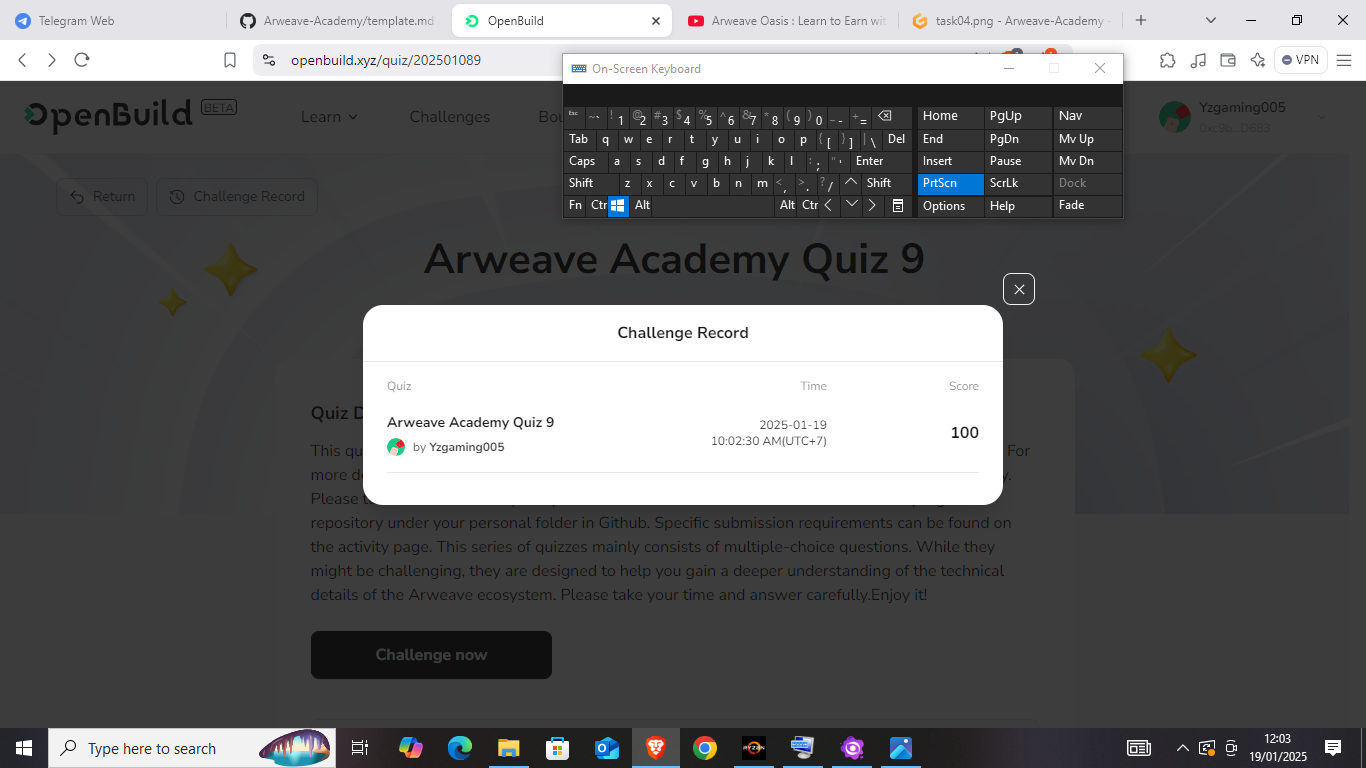 Telegram Web
Arweave-Academy/template.md
OpenBuild
Arweave Oasis : Learn to Earn wit
task04.png - Arweave-Academy -
openbuild.xyz/quiz/202501089
VPN
On-Screen Keyboard
Esc ~ ` ! 1 @ 2 # 3 $ 4 % 5 ^ 6 & 7 * 8 ( 9 ) 0 _ - + = Home PgUp Nav
Tab q w e r t y u i o p { [ } ] | \ Del End PgDn Mv Up
Caps a s d f g h j k l : ; " ' Enter Insert Pause Mv Dn
Shift z x c v b n m < , > . ? / Shift PrtScn ScrLk Dock
Fn Ctr Alt Alt Ctr Options Help Fade
OpenBuild BETA
Learn
Challenges
Bou
Yzgaming005
0xc9b...D683
Return
Challenge Record
Arweave Academy Quiz 9
Challenge Record
Quiz Time Score
Arweave Academy Quiz 9
by Yzgaming005
2025-01-19
10:02:30 AM(UTC+7)
100
Quiz D
This qu
For
more d
y.
Please
repository under your personal folder in Github. Specific submission requirements can be found on
the activity page. This series of quizzes mainly consists of multiple-choice questions. While they
might be challenging, they are designed to help you gain a deeper understanding of the technical
details of the Arweave ecosystem. Please take your time and answer carefully.Enjoy it!
Challenge now
Type here to search
RYZEN
12:03
19/01/2025